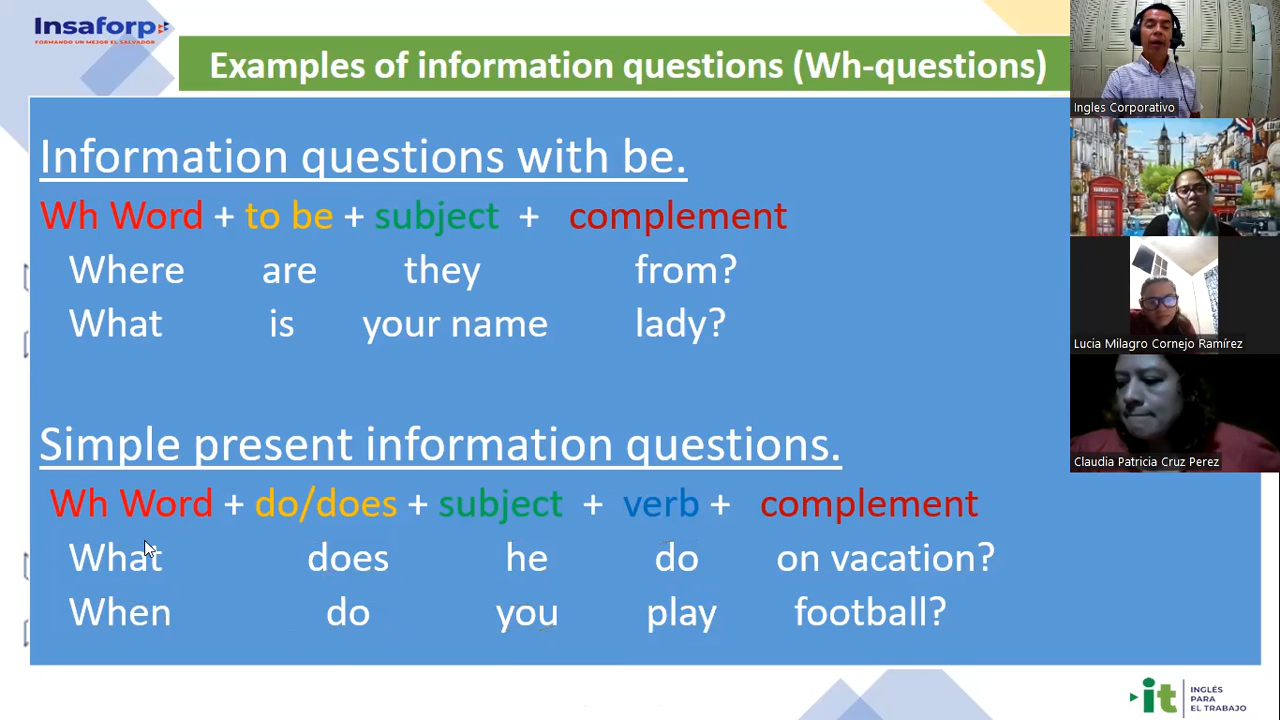 Insaforp
FORMANDO UN MEJOR EL SALVADOR
Examples of information questions (Wh-questions)
Information questions with be.
Wh Word + to be + subject + complement
Where are they from?
What is your name lady?
Simple present information questions.
Wh Word + do/does + subject + verb + complement
What does he do on vacation?
When do you play football?
Ingles Corporativo
Lucia Milagro Cornejo Ramírez
Claudia Patricia Cruz Perez
it
INGLÉS
PARA
EL TRABAJO